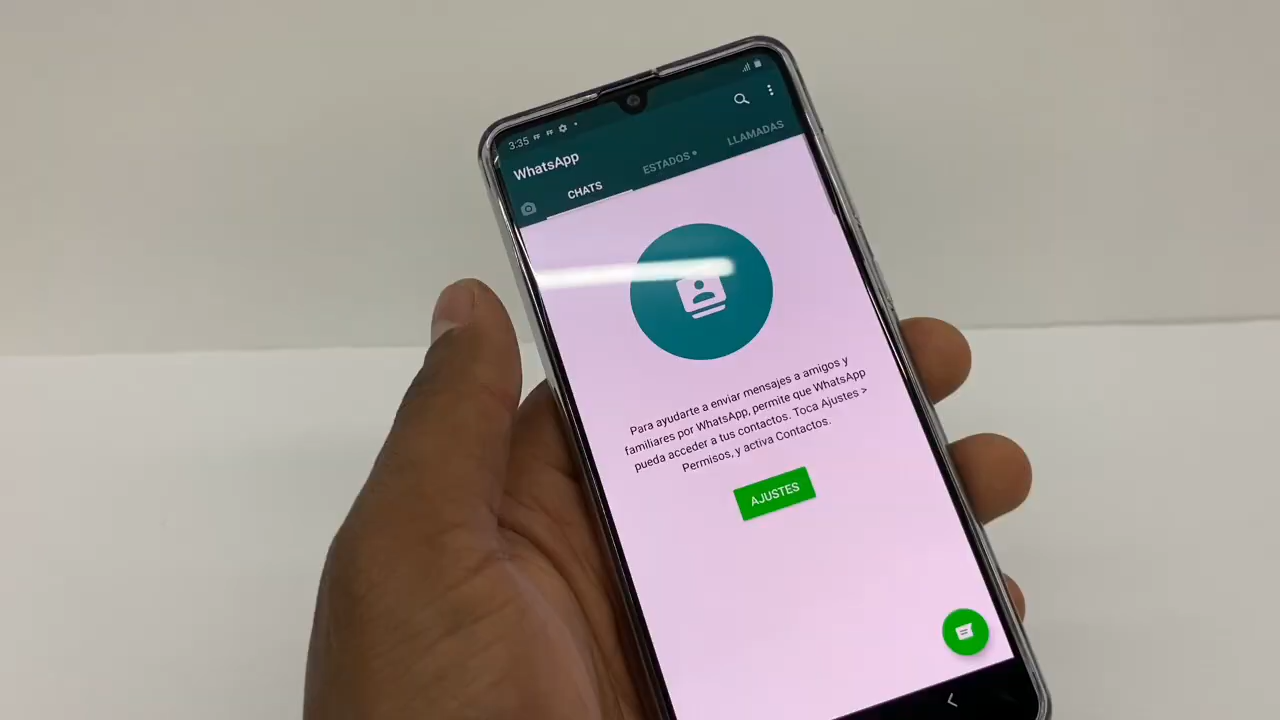 3:35
WhatsApp
CHATS
ESTADOS
LLAMADAS
Para ayudarte a enviar mensajes a amigos y
familiares por WhatsApp, permite que WhatsApp
pueda acceder a tus contactos. Toca Ajustes >
Permisos, y activa Contactos.
AJUSTES